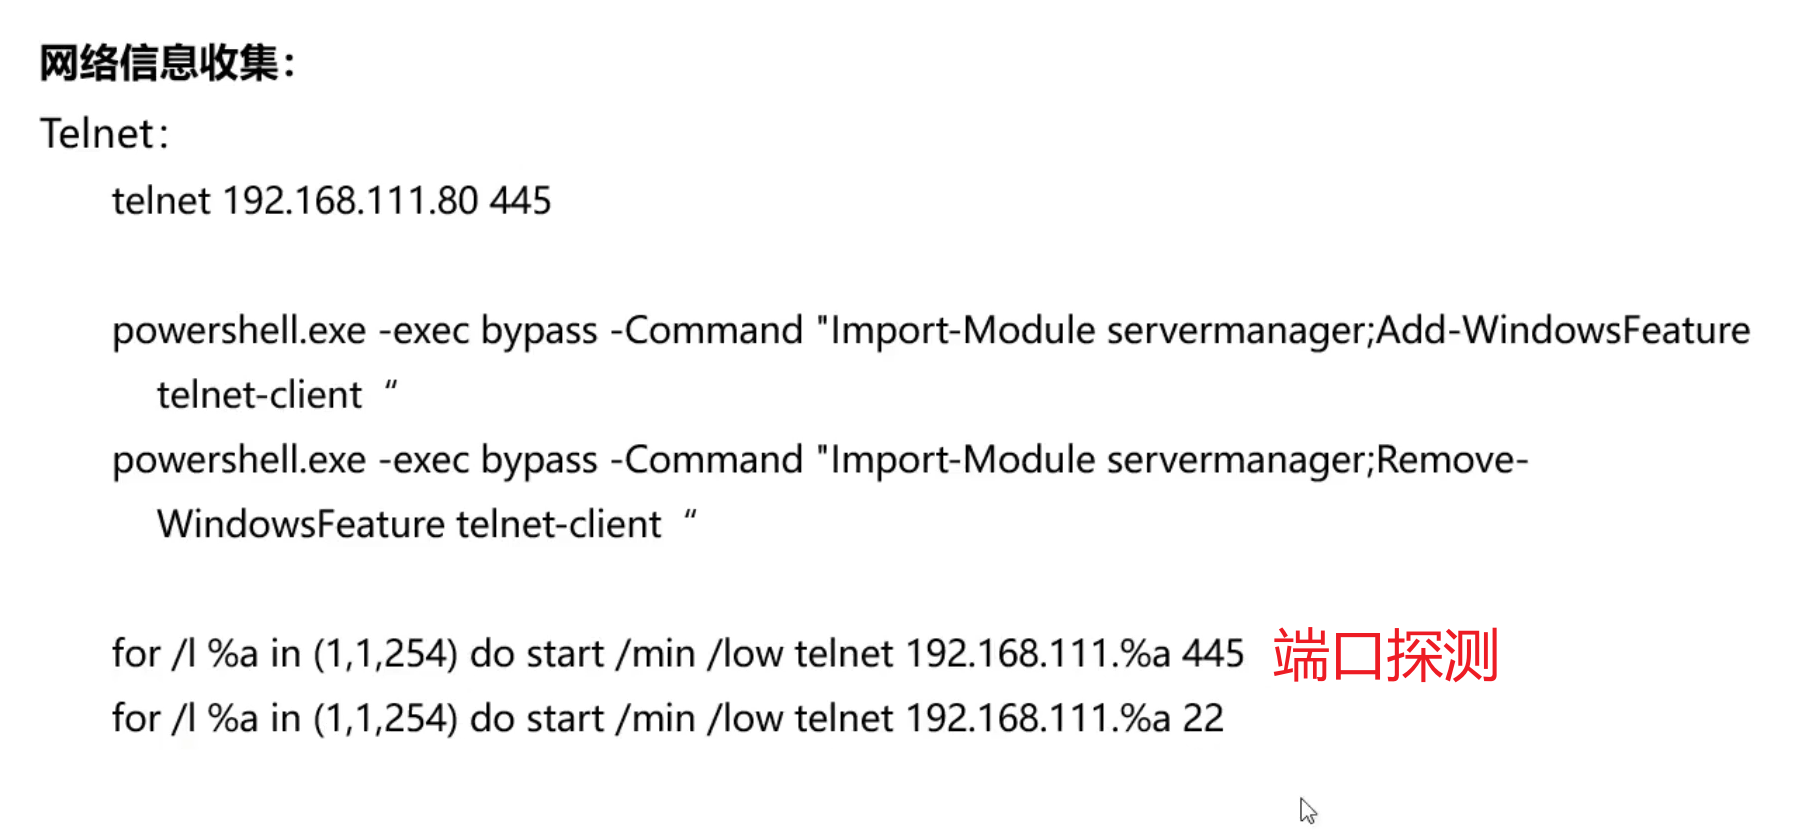 网络信息收集：
Telnet：
telnet 192.168.111.80 445
powershell.exe -exec bypass -Command "Import-Module servermanager;Add-WindowsFeature
telnet-client “
powershell.exe -exec bypass -Command "Import-Module servermanager;Remove-
WindowsFeature telnet-client “
for /l %a in (1,1,254) do start /min /low telnet 192.168.111.%a 445 端口探测
for /l %a in (1,1,254) do start /min /low telnet 192.168.111.%a 22